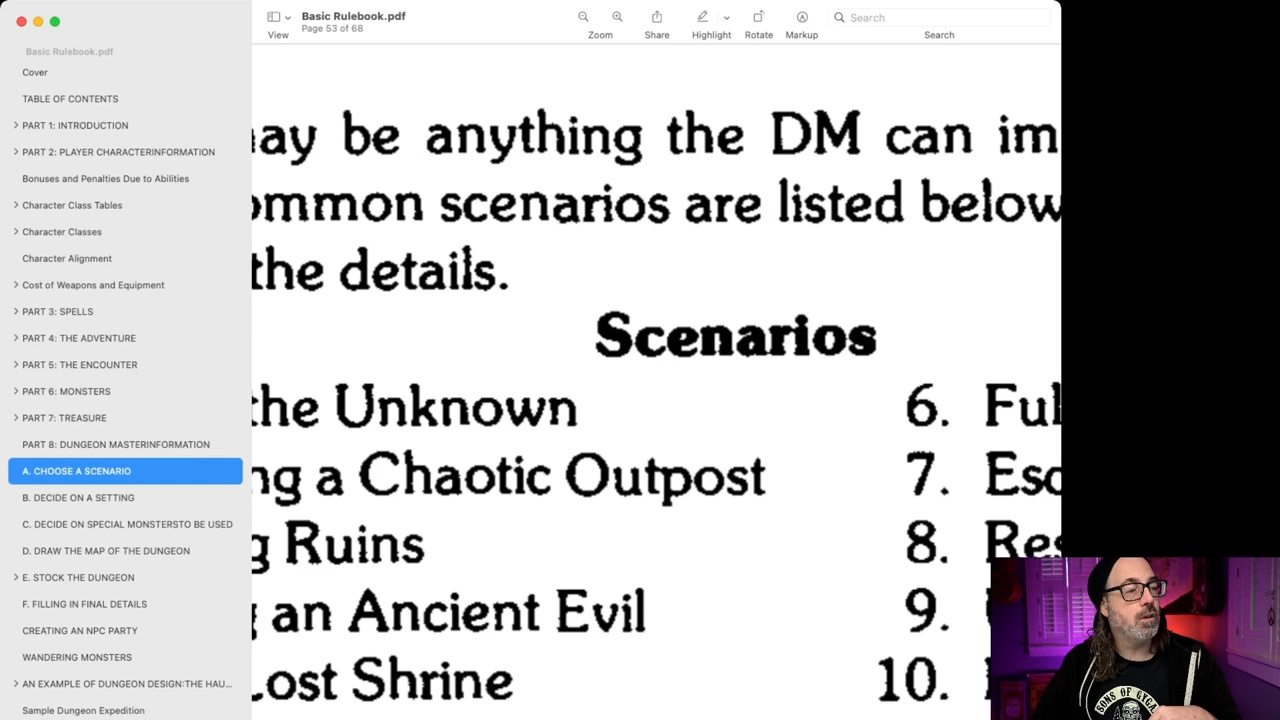 Basic Rulebook.pdf
Page 53 of 68
View
Zoom
Share
Highlight
Rotate
Markup
Search
Search
Basic Rulebook.pdf
Cover
TABLE OF CONTENTS
PART 1: INTRODUCTION
PART 2: PLAYER CHARACTERINFORMATION
Bonuses and Penalties Due to Abilities
Character Class Tables
Character Classes
Character Alignment
Cost of Weapons and Equipment
PART 3: SPELLS
PART 4: THE ADVENTURE
PART 5: THE ENCOUNTER
PART 6: MONSTERS
PART 7: TREASURE
PART 8: DUNGEON MASTERINFORMATION
A. CHOOSE A SCENARIO
B. DECIDE ON A SETTING
C. DECIDE ON SPECIAL MONSTERSTO BE USED
D. DRAW THE MAP OF THE DUNGEON
E. STOCK THE DUNGEON
F. FILLING IN FINAL DETAILS
CREATING AN NPC PARTY
WANDERING MONSTERS
AN EXAMPLE OF DUNGEON DESIGN:THE HAU...
Sample Dungeon Expedition
ay be anything the DM can im
ommon scenarios are listed below
the details.
Scenarios
the Unknown 6. Ful
ng a Chaotic Outpost 7. Esc
g Ruins 8. Res
g an Ancient Evil 9.
Lost Shrine 10.
SONS OF GYGA